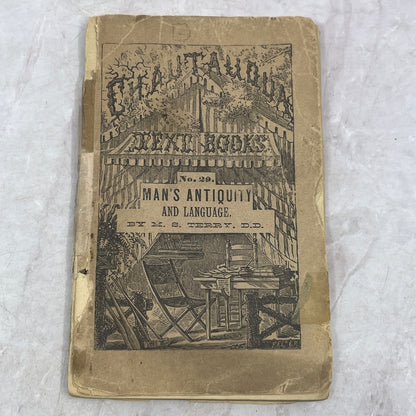 CHAUTAUQUA
TEXT BOOKS
No. 29.
MAN'S ANTIQUITY
AND LANGUAGE.
BY M. S. TERRY, D.D.